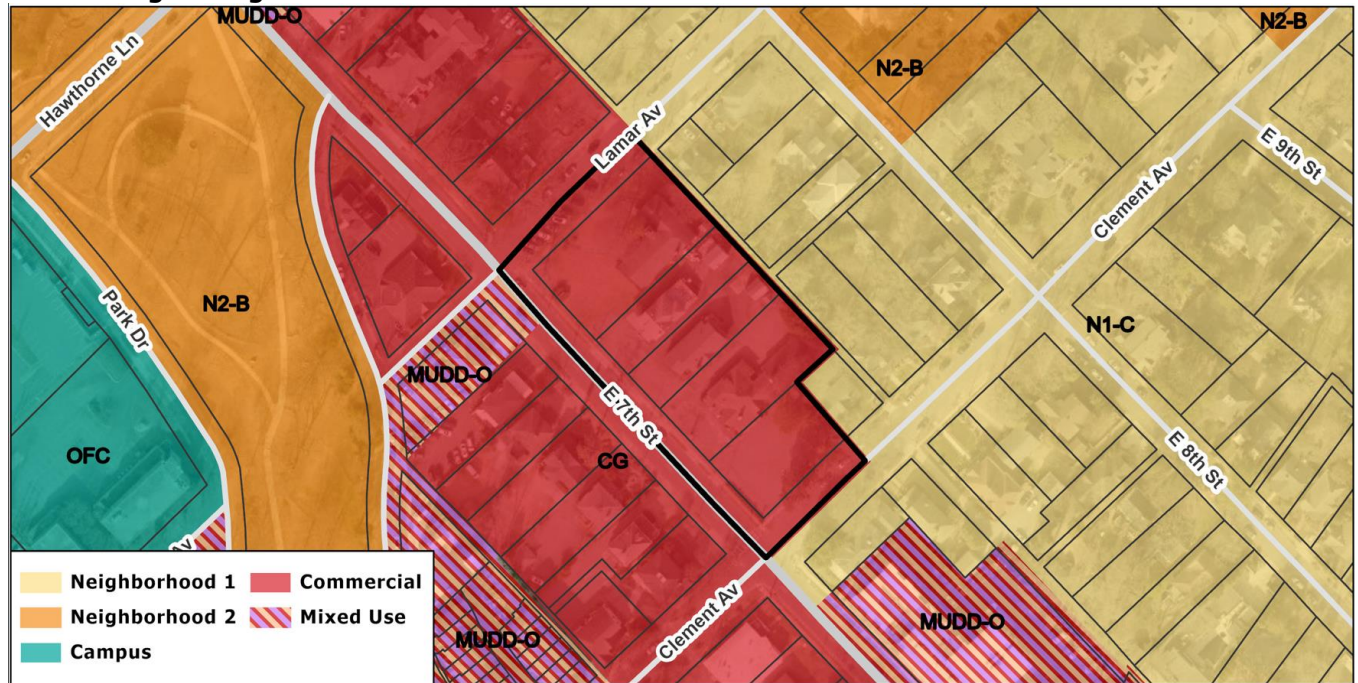 MUDD-O
N2-B
Hawthorne Ln
N2-B
Lamar Av
E 9th St
Clement Av
Park Dr
N2-B
N1-C
MUDD-O
E 7th St
OFC
CG
E 8th St
Av
Neighborhood 1
Commercial
Neighborhood 2
Mixed Use
Campus
Clement Av
MUDD-O
MUDD-O